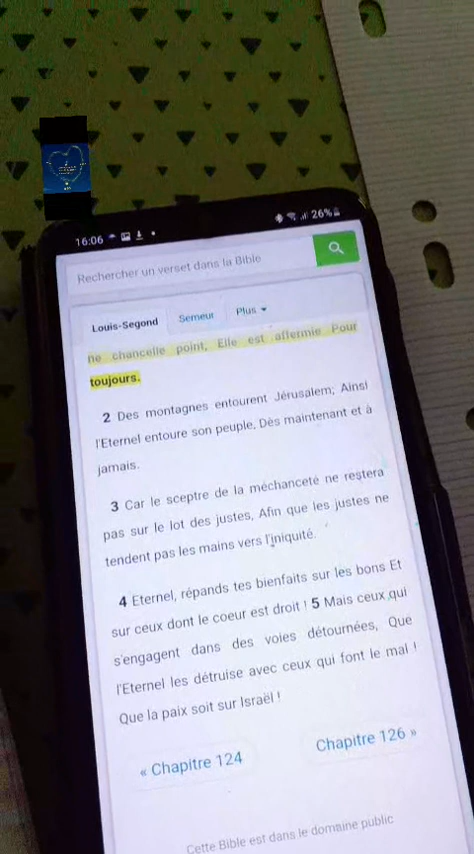 16:06
26%
Rechercher un verset dans la Bible
Louis-Segond Semeur Plus
ne chancelle point, Elle est affermie Pour
toujours.
2 Des montagnes entourent Jérusalem; Ainsi
l'Eternel entoure son peuple, Dès maintenant et à
jamais.
3 Car le sceptre de la méchanceté ne restera
pas sur le lot des justes, Afin que les justes ne
tendent pas les mains vers l'iniquité.
4 Eternel, répands tes bienfaits sur les bons Et
sur ceux dont le coeur est droit ! 5 Mais ceux qui
s'engagent dans des voies détournées, Que
l'Eternel les détruise avec ceux qui font le mal !
Que la paix soit sur Israël !
« Chapitre 124 Chapitre 126 »
Cette Bible est dans le domaine public